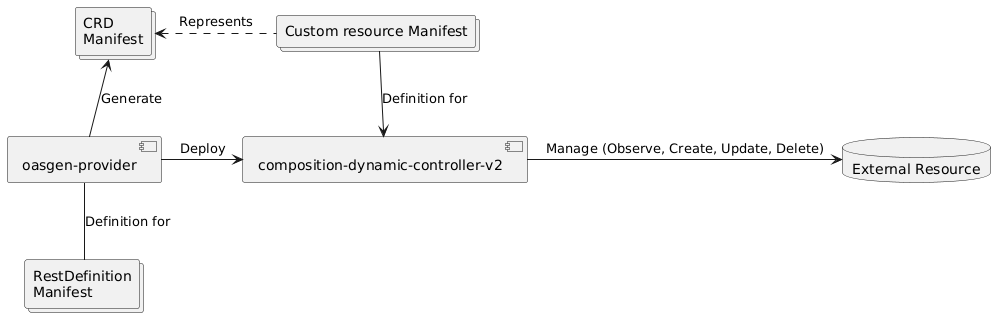 CRD
Manifest
Represents
Custom resource Manifest
Generate
Definition for
oasgen-provider
Deploy
composition-dynamic-controller-v2
Manage (Observe, Create, Update, Delete)
External Resource
Definition for
RestDefinition
Manifest